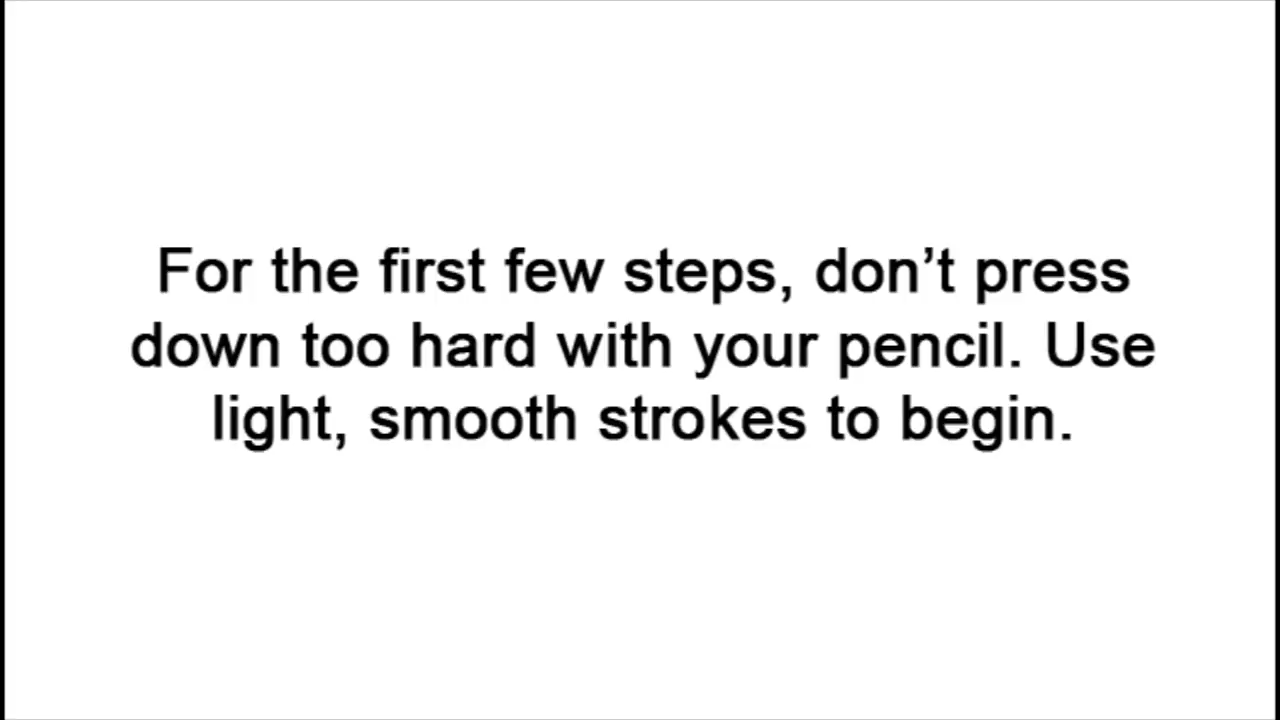 For the first few steps, don’t press
down too hard with your pencil. Use
light, smooth strokes to begin.